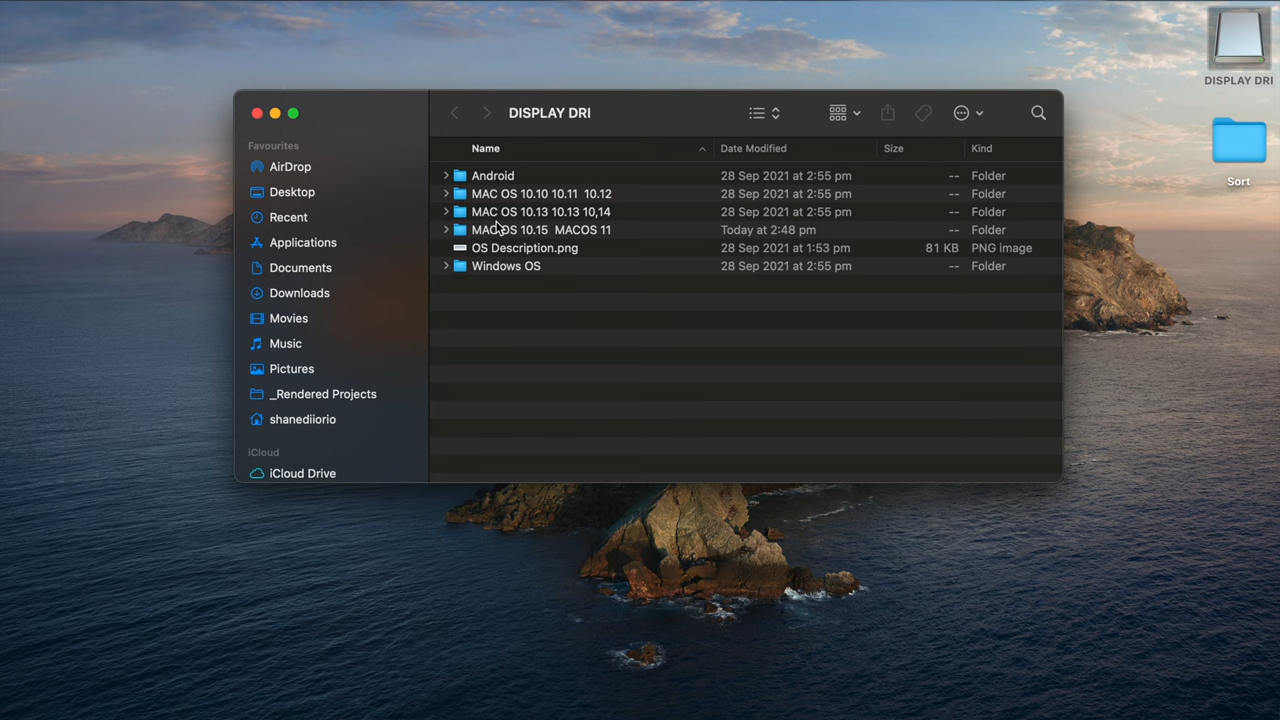 DISPLAY DRI
Sort
DISPLAY DRI
Favourites
AirDrop
Desktop
Recent
Applications
Documents
Downloads
Movies
Music
Pictures
_Rendered Projects
shanediiorio
iCloud
iCloud Drive
Name Date Modified Size Kind
Android 28 Sep 2021 at 2:55 pm -- Folder
MAC OS 10.10 10.11 10.12 28 Sep 2021 at 2:55 pm -- Folder
MAC OS 10.13 10.13 10,14 28 Sep 2021 at 2:55 pm -- Folder
MAC OS 10.15 MACOS 11 Today at 2:48 pm -- Folder
OS Description.png 28 Sep 2021 at 1:53 pm 81 KB PNG image
Windows OS 28 Sep 2021 at 2:55 pm -- Folder